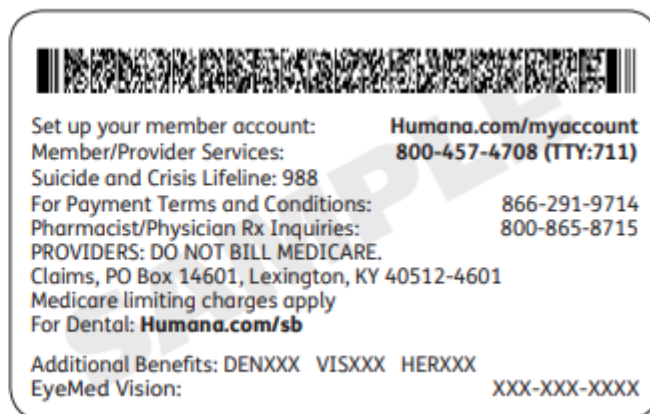 Set up your member account: Humana.com/myaccount
Member/Provider Services: 800-457-4708 (TTY:711)
Suicide and Crisis Lifeline: 988
For Payment Terms and Conditions: 866-291-9714
Pharmacist/Physician Rx Inquiries: 800-865-8715
PROVIDERS: DO NOT BILL MEDICARE.
Claims, PO Box 14601, Lexington, KY 40512-4601
Medicare limiting charges apply
For Dental: Humana.com/sb
Additional Benefits: DENXXX VISXXX HERXXX
EyeMed Vision: XXX-XXX-XXXX
SAMPLE